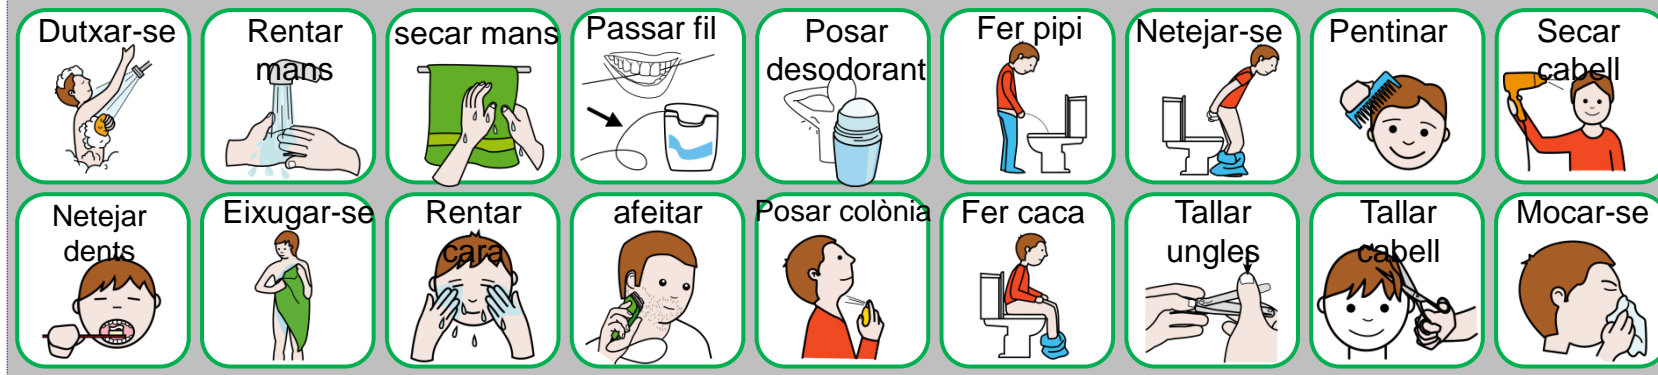 Dutxar-se
Rentar
mans
secar mans
Passar fil
Posar
desodorant
Fer pipi
Netejar-se
Pentinar
Secar
cabell
Netejar
dents
Eixugar-se
Rentar
cara
afeitar
Posar colònia
Fer caca
Tallar
ungles
Tallar
cabell
Mocar-se